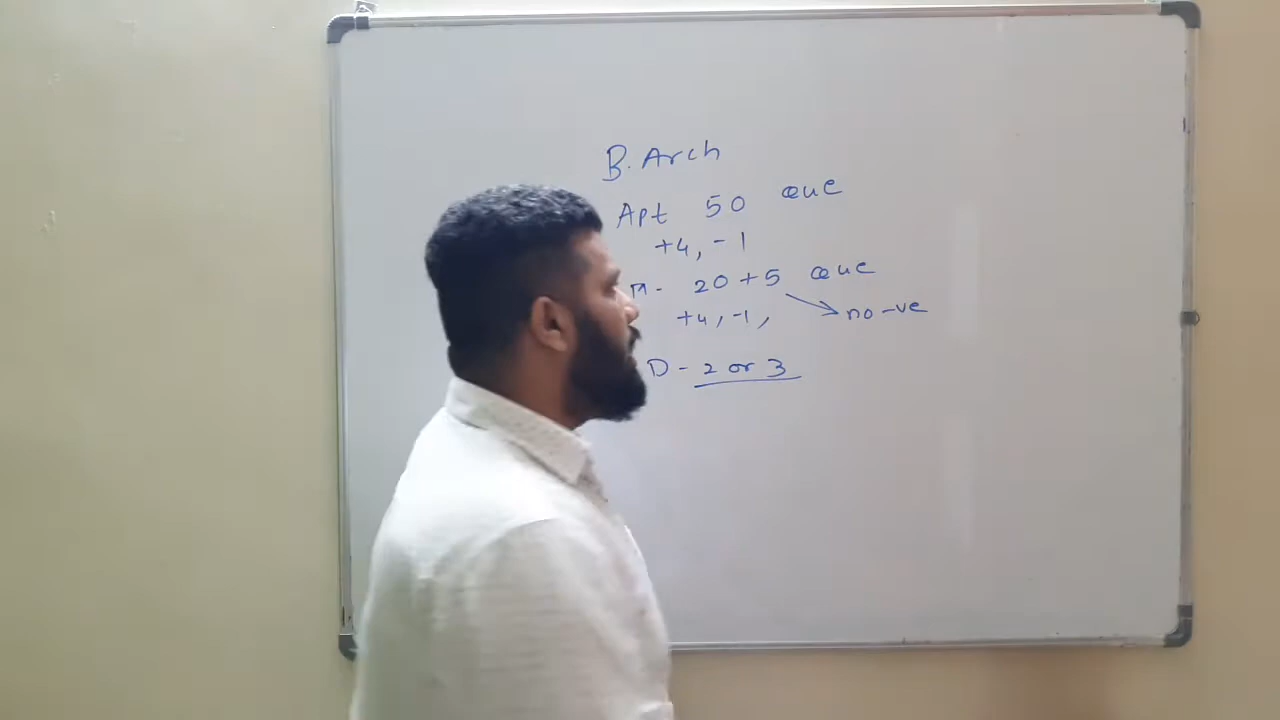 B. Arch
Apt 50 que
+4, -1
M - 20 + 5 que
+4, -1, no -ve
D - 2 or 3